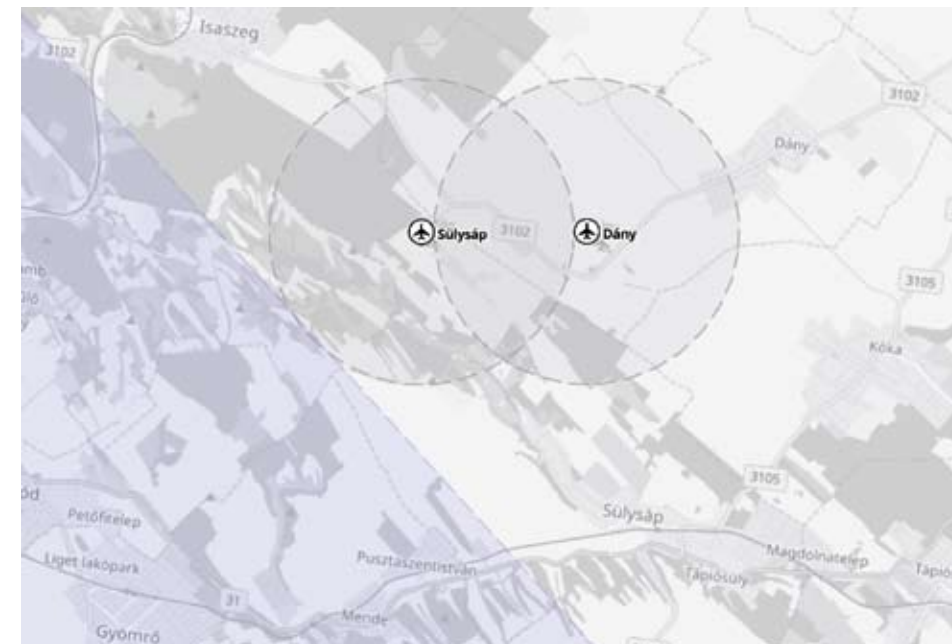 Isaszeg
3102
3102
Dány
Sülysáp
3102
Dány
3105
Kóka
3105
Sülysáp
Petőfitelep
Magdolnatelep
Liget lakópark
Pusztaszentistván
Tápiósüly
31
Mende
Gyömrő